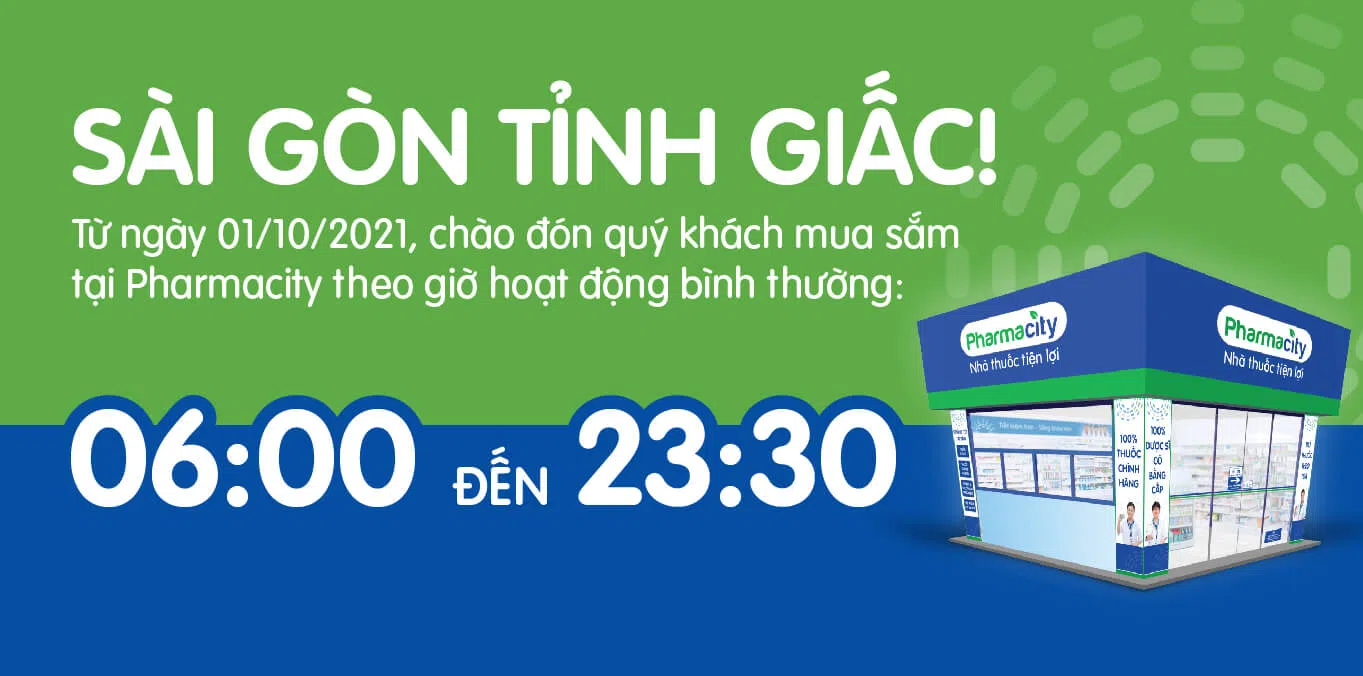 SÀI GÒN TỈNH GIẤC!
Từ ngày 01/10/2021, chào đón quý khách mua sắm
tại Pharmacity theo giờ hoạt động bình thường:
06:00 ĐẾN 23:30
Pharmacity
Nhà thuốc tiện lợi
Pharmacity
Nhà thuốc tiện lợi
100%
THUỐC
CHÍNH
HÃNG
100%
DƯỢC SĨ
CÓ
BẰNG
CẤP